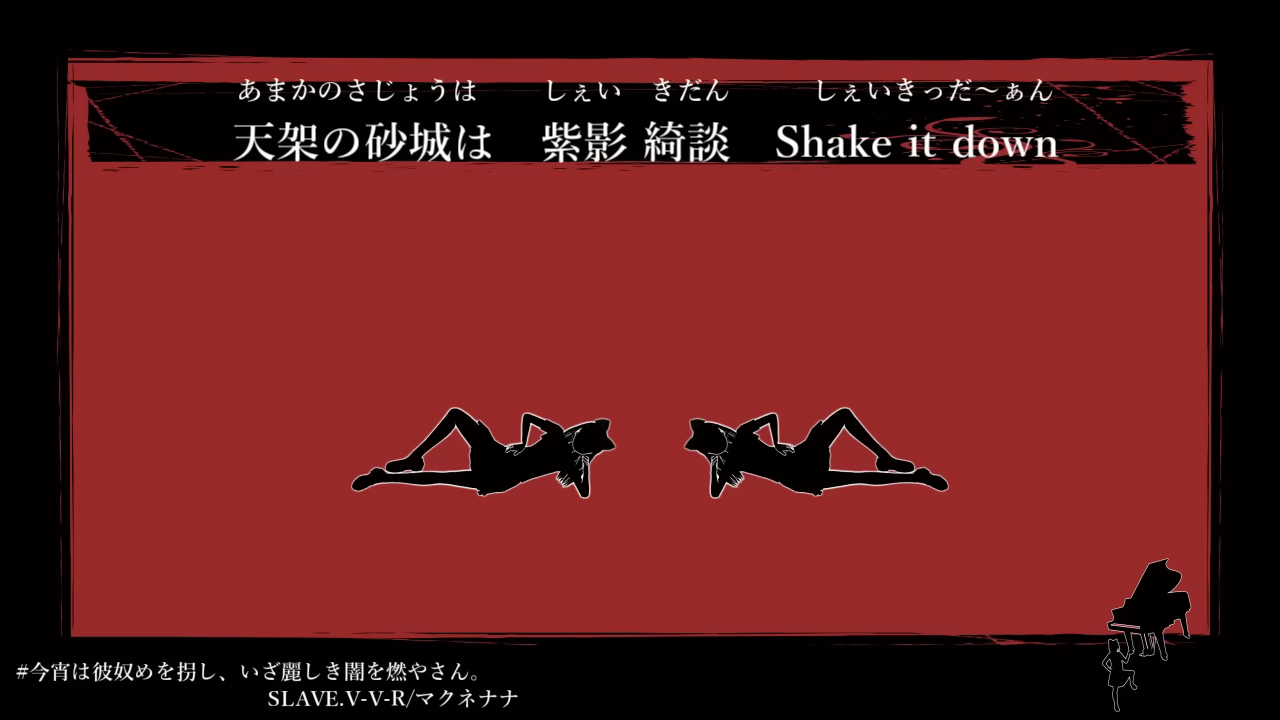 あまかのさじょうは　しぇい　きだん　しぇいきっだ～ぁん
天架の砂城は　紫影 綺談　Shake it down
#今宵は彼奴めを拐し、いざ麗しき闇を燃やさん。
SLAVE.V-V-R/マクネナナ